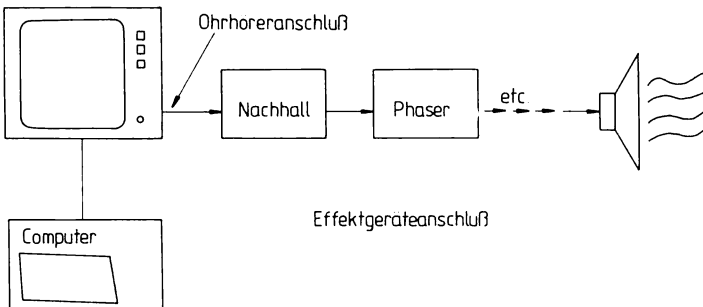 Ohrhöreranschluß
Nachhall
Phaser
etc.
Computer
Effektgeräteanschluß